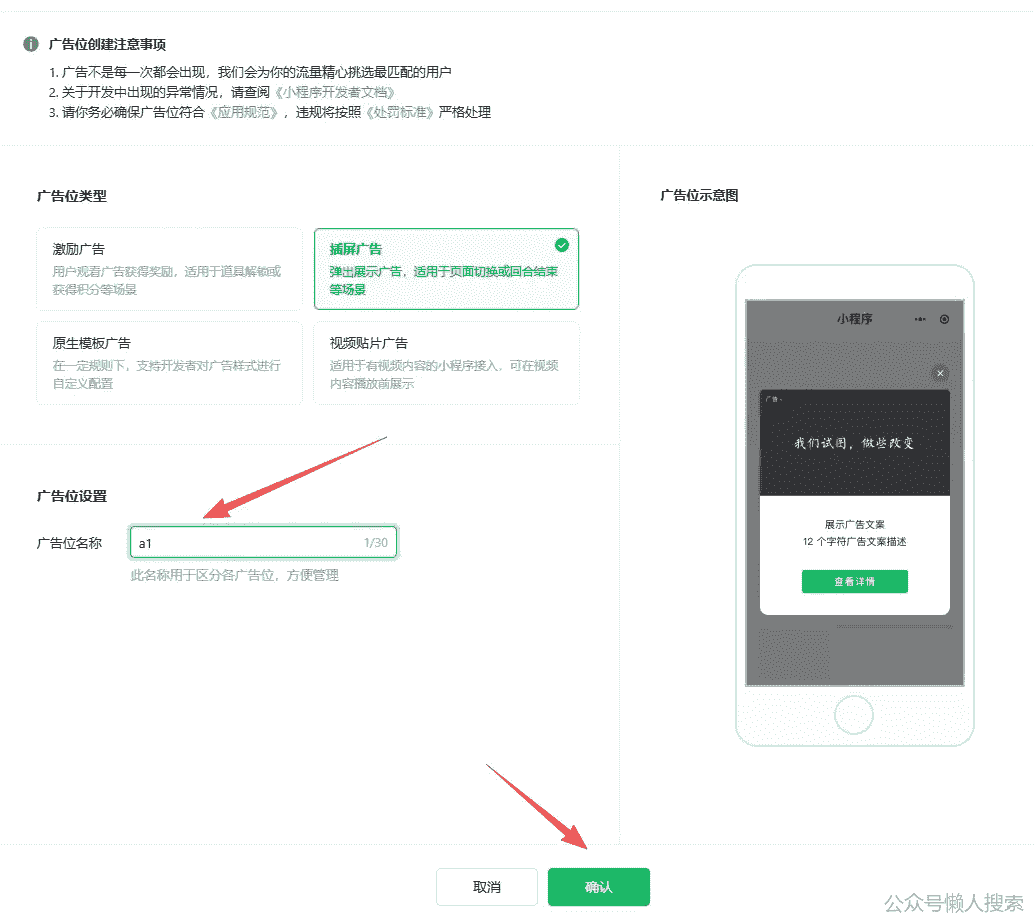 广告位创建注意事项
1. 广告不是每一次都会出现，我们会为你的流量精心挑选最匹配的用户
2. 关于开发中出现的异常情况，请查阅《小程序开发者文档》
3. 请你务必确保广告位符合《应用规范》，违规将按照《处罚标准》严格处理
广告位类型
激励广告
用户观看广告获得奖励，适用于道具解锁或
获得积分等场景
插屏广告
弹出展示广告，适用于页面切换或回合结束
等场景
原生模板广告
在一定规则下，支持开发者对广告样式进行
自定义配置
视频贴片广告
适用于有视频内容的小程序接入，可在视频
内容播放前展示
广告位设置
广告位名称
a1
1/30
此名称用于区分各广告位，方便管理
广告位示意图
小程序
广告
我们试图，做些改变
展示广告文案
12 个字符广告文案描述
查看详情
取消
确认
公众号懒人搜索